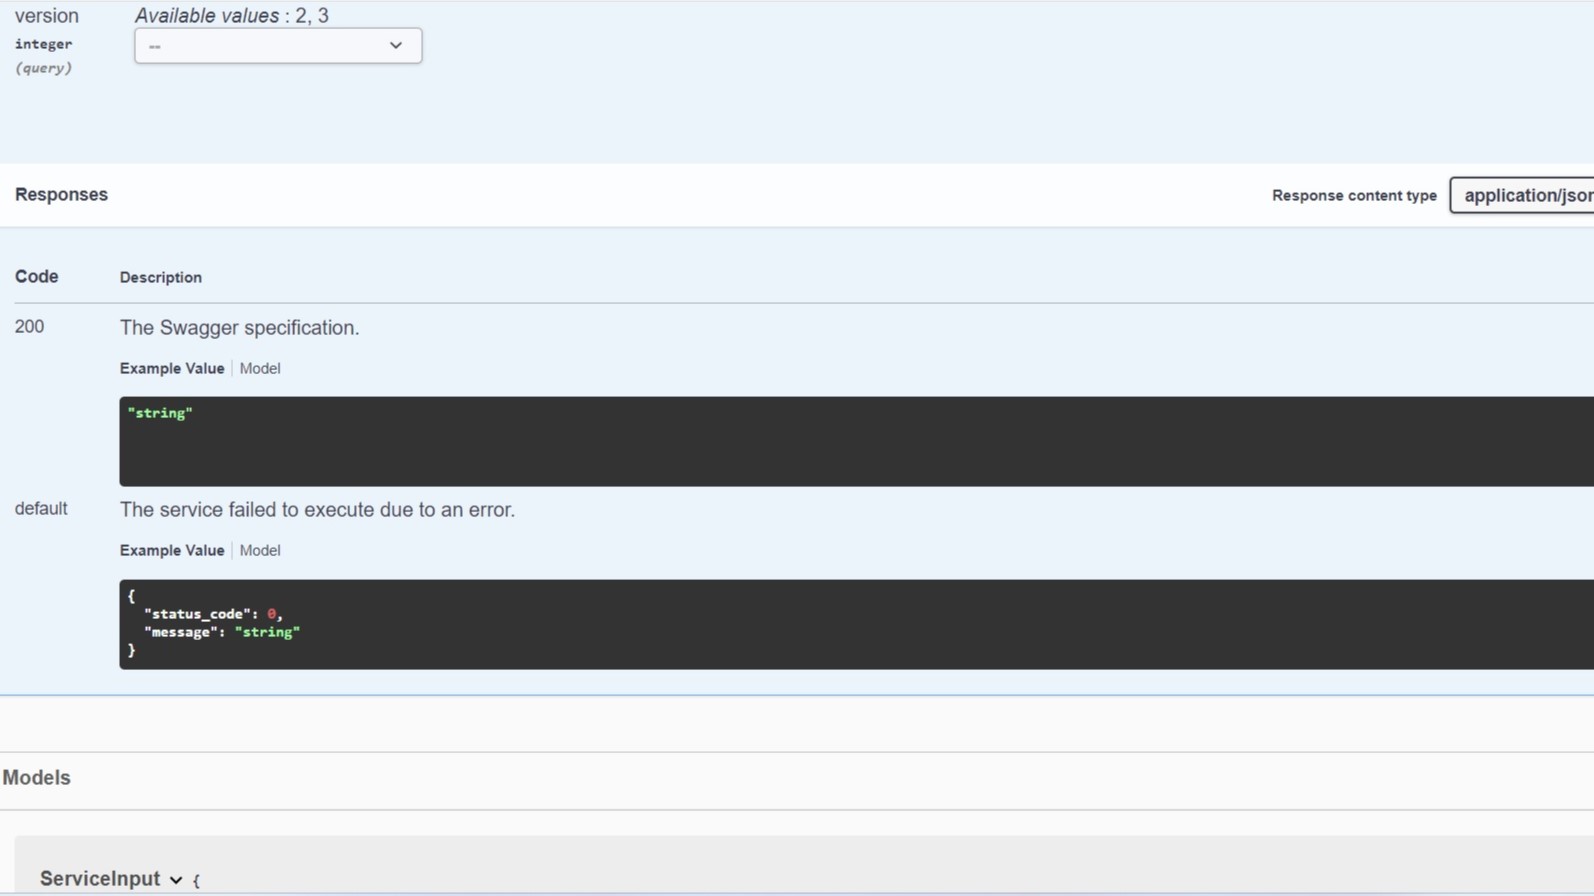 version
Available values : 2, 3
integer
--
(query)
Responses
Response content type
application/json
Code
Description
200
The Swagger specification.
Example Value
Model
"string"
default
The service failed to execute due to an error.
Example Value
Model
{
"status_code": 0,
"message": "string"
}
Models
ServiceInput
{